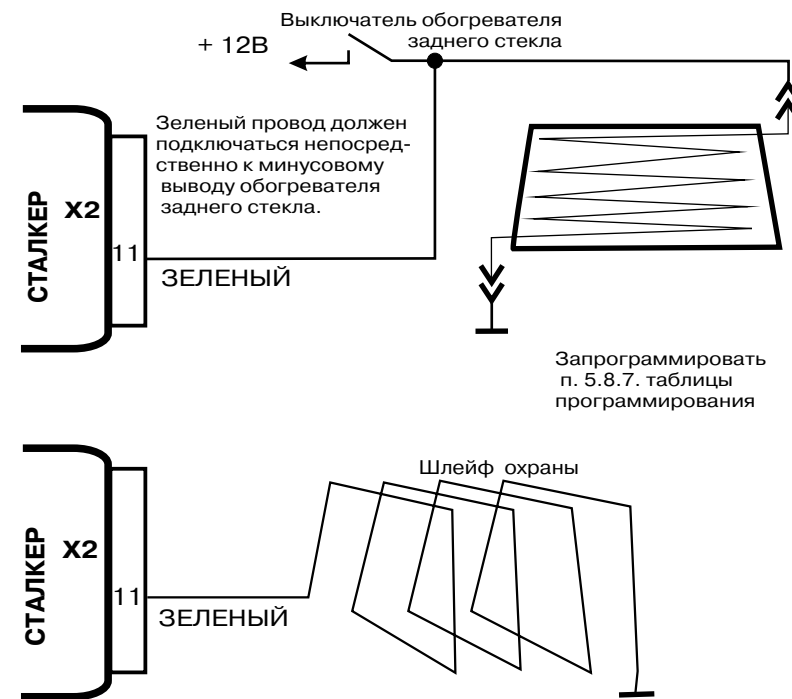 Выключатель обогревателя
заднего стекла
+ 12В
Зеленый провод должен
подключаться непосред-
ственно к минусовому
выводу обогревателя
заднего стекла.
СТАЛКЕР
X2
11
ЗЕЛЕНЫЙ
Запрограммировать
п. 5.8.7. таблицы
программирования
Шлейф охраны
СТАЛКЕР
X2
11
ЗЕЛЕНЫЙ